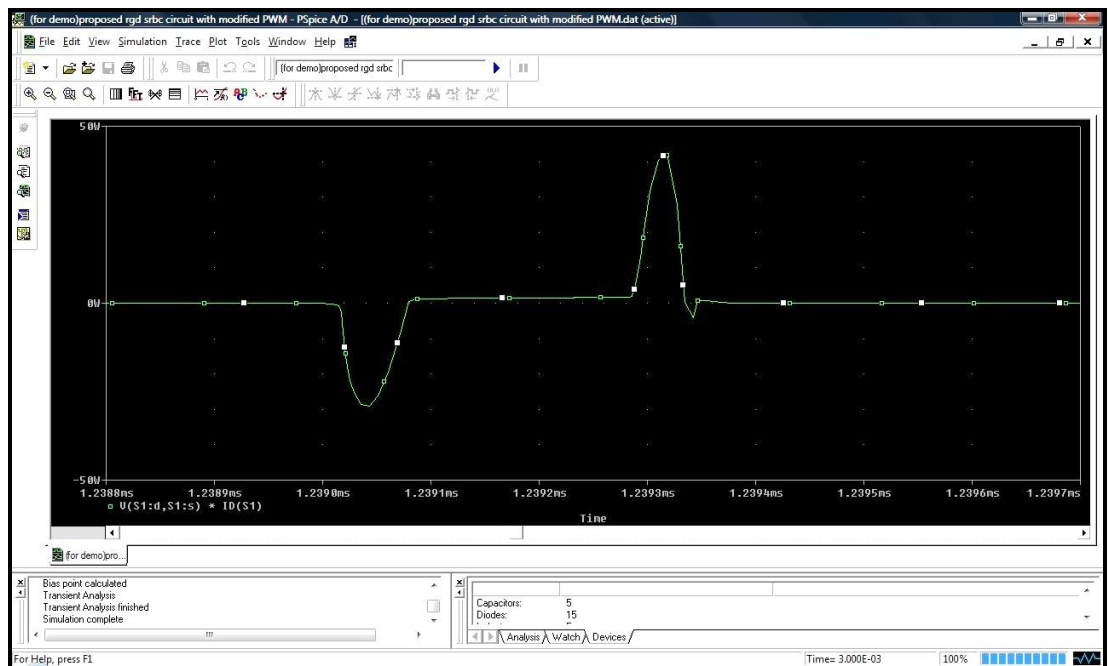 (for demo)proposed rgd srbc circuit with modified PWM - PSpice A/D - [(for demo)proposed rgd srbc circuit with modified PWM.dat (active)]
File Edit View Simulation Trace Plot Tools Window Help
(for demo)proposed rgd srbc
50W
0W
-50W
1.2388ms 1.2389ms 1.2390ms 1.2391ms 1.2392ms 1.2393ms 1.2394ms 1.2395ms 1.2396ms 1.2397ms
V(S1:d,S1:s) * ID(S1)
Time
(for demo)pro...
Bias point calculated
Transient Analysis
Transient Analysis finished
Simulation complete
Capacitors: 5
Diodes: 15
Analysis Watch Devices
For Help, press F1
Time= 3.000E-03
100%